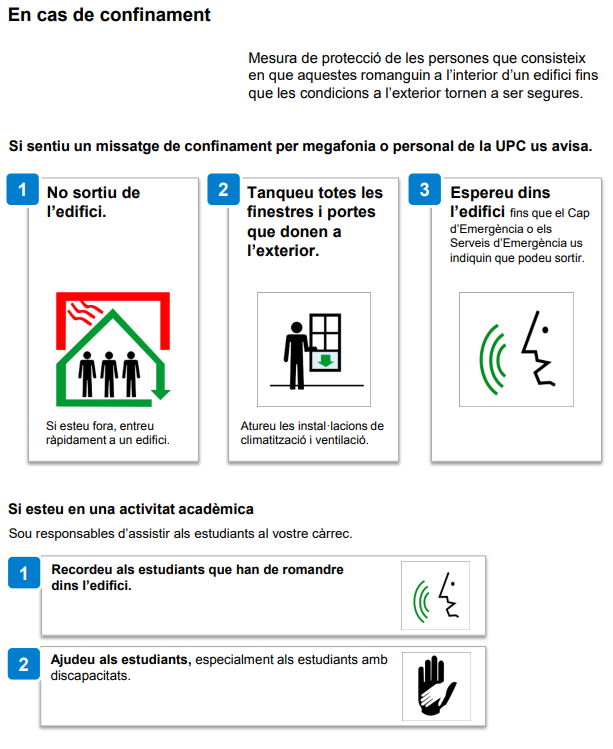 En cas de confinament
Mesura de protecció de les persones que consisteix
en que aquestes romanguin a l'interior d'un edifici fins
que les condicions a l'exterior tornen a ser segures.
Si sentiu un missatge de confinament per megafonia o personal de la UPC us avisa.
1
No sortiu de
l'edifici.
Si esteu fora, entreu
ràpidament a un edifici.
2
Tanqueu totes les
finestres i portes
que donen a
l'exterior.
Atureu les instal·lacions de
climatització i ventilació.
3
Espereu dins
l'edifici fins que el Cap
d'Emergència o els
Serveis d'Emergència us
indiquin que podeu sortir.
Si esteu en una activitat acadèmica
Sou responsables d'assistir als estudiants al vostre càrrec.
1
Recordeu als estudiants que han de romandre
dins l'edifici.
2
Ajudeu als estudiants, especialment als estudiants amb
discapacitats.